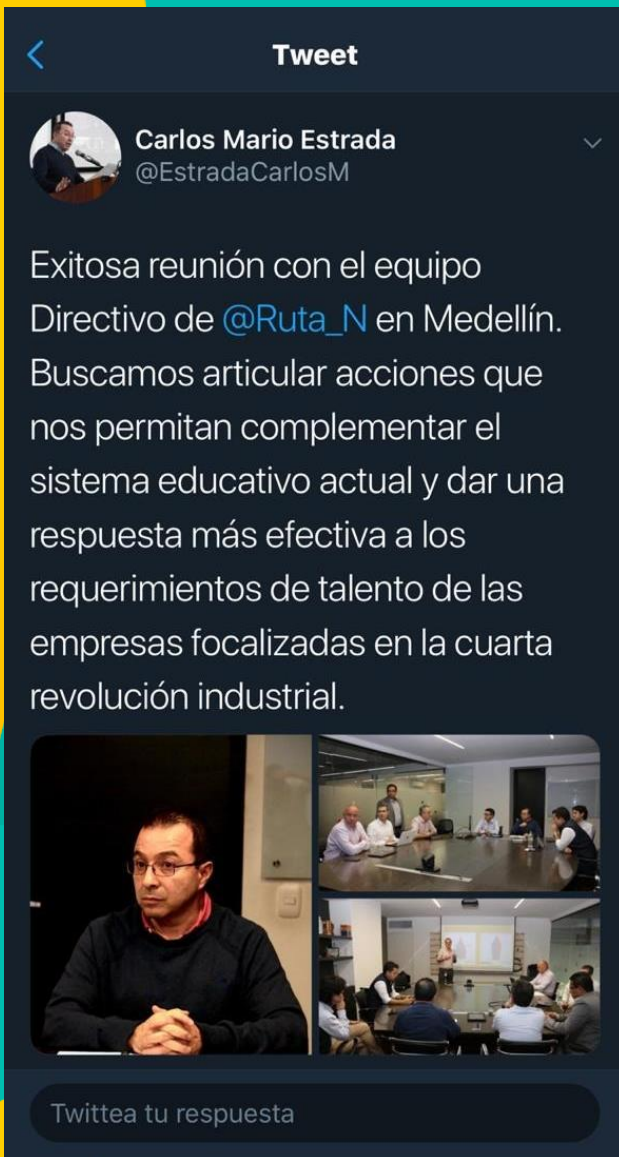 Tweet
Carlos Mario Estrada
@EstradaCarlosM
Exitosa reunión con el equipo
Directivo de @Ruta_N en Medellín.
Buscamos articular acciones que
nos permitan complementar el
sistema educativo actual y dar una
respuesta más efectiva a los
requerimientos de talento de las
empresas focalizadas en la cuarta
revolución industrial.
Twittea tu respuesta